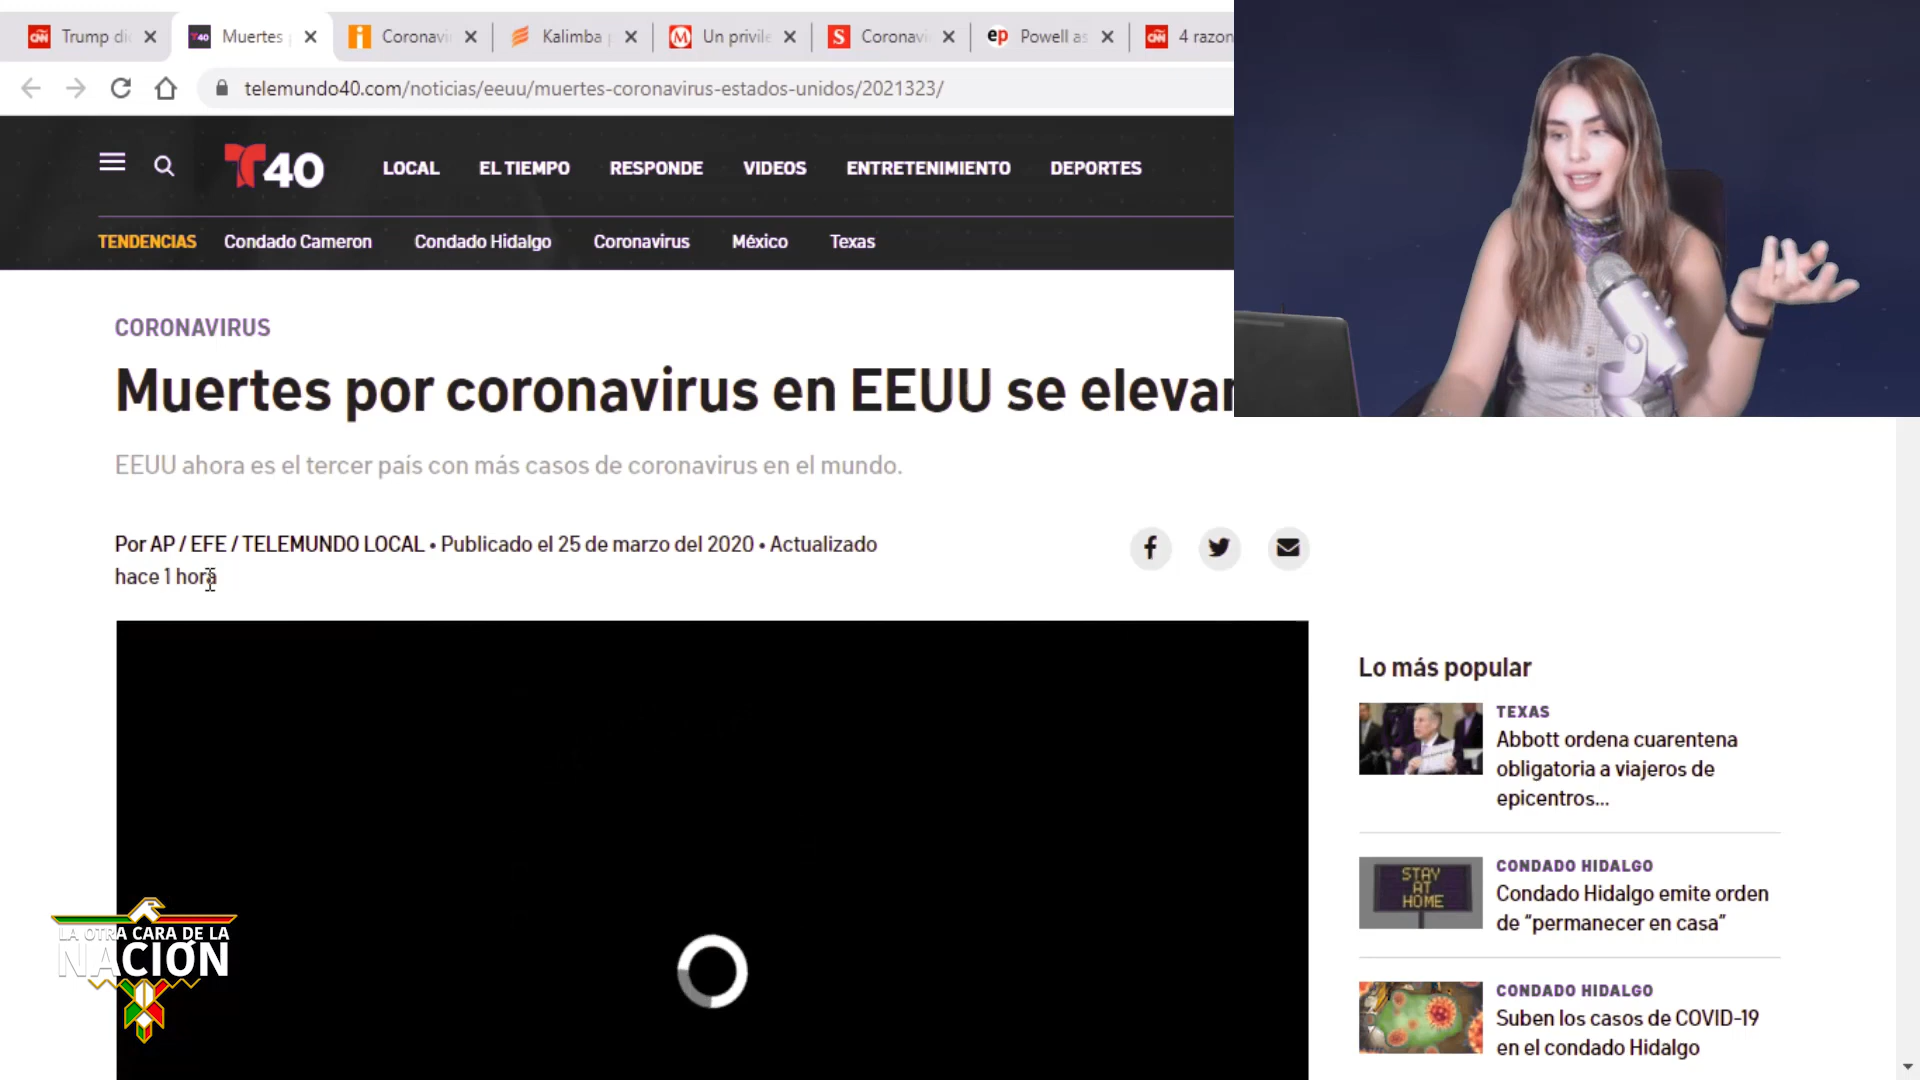 Trump di
Muertes
Coronavi
Kalimba
Un privile
Coronavi
Powell as
4 razon
telemundo40.com/noticias/eeuu/muertes-coronavirus-estados-unidos/2021323/
T40
LOCAL
EL TIEMPO
RESPONDE
VIDEOS
ENTRETENIMIENTO
DEPORTES
TENDENCIAS
Condado Cameron
Condado Hidalgo
Coronavirus
México
Texas
CORONAVIRUS
Muertes por coronavirus en EEUU se elevan
EEUU ahora es el tercer país con más casos de coronavirus en el mundo.
Por AP / EFE / TELEMUNDO LOCAL • Publicado el 25 de marzo del 2020 • Actualizado
hace 1 hora
Lo más popular
TEXAS
Abbott ordena cuarentena
obligatoria a viajeros de
epicentros...
STAY
AT
HOME
CONDADO HIDALGO
Condado Hidalgo emite orden
de “permanecer en casa”
CONDADO HIDALGO
Suben los casos de COVID-19
en el condado Hidalgo
LA OTRA CARA DE LA
NACIÓN